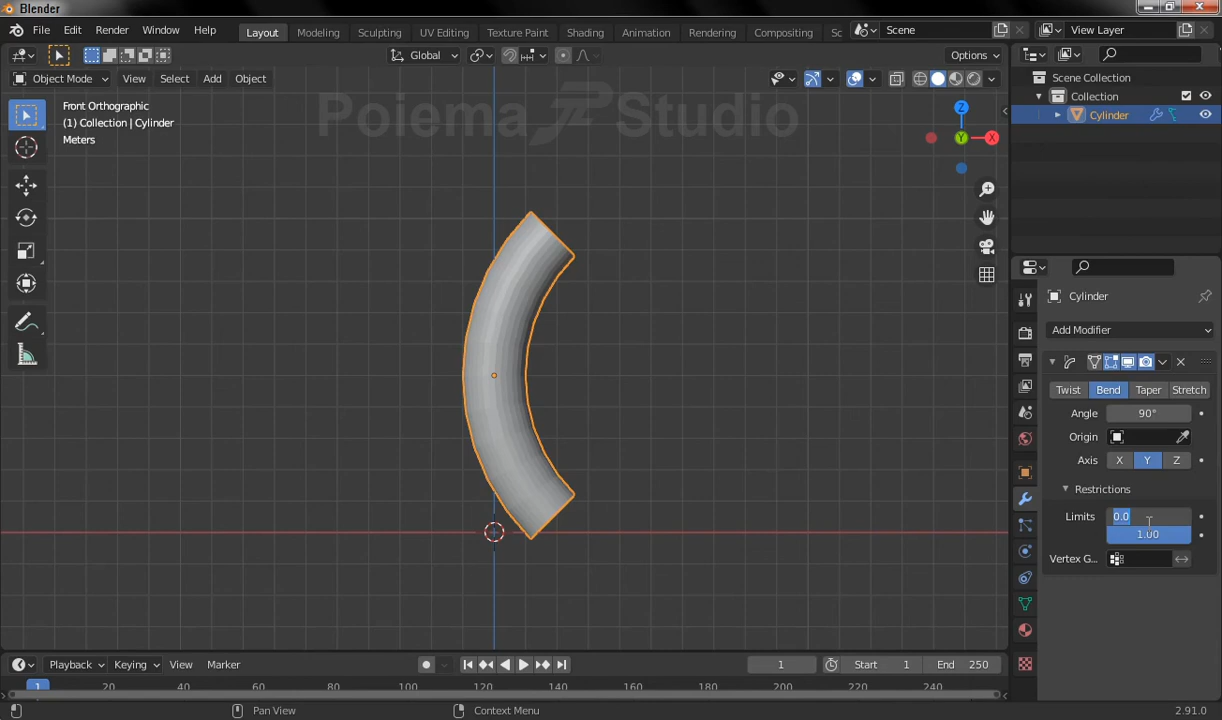 Blender
File Edit Render Window Help Layout Modeling Sculpting UV Editing Texture Paint Shading Animation Rendering Compositing Sc Scene View Layer
Global Options
Object Mode View Select Add Object
Front Orthographic
(1) Collection | Cylinder
Meters
Poiema Studio
Z
Y
X
Scene Collection
Collection
Cylinder
Cylinder
Add Modifier
Twist Bend Taper Stretch
Angle 90°
Origin
Axis X Y Z
Restrictions
Limits 0.0
1.00
Vertex G...
Playback Keying View Marker 1 Start 1 End 250
1 20 40 60 80 100 120 140 160 180 200 220 240
Pan View Context Menu 2.91.0